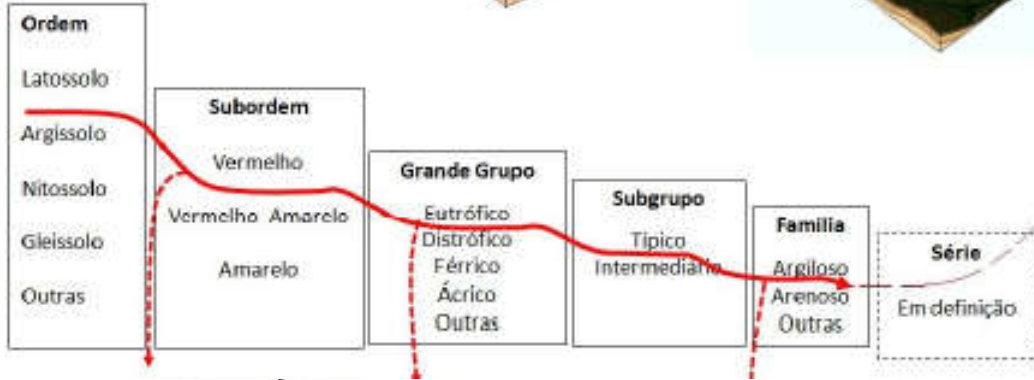 Ordem
Latossolo
Argissolo
Nitossolo
Gleissolo
Outras
Subordem
Vermelho
Vermelho Amarelo
Amarelo
Grande Grupo
Eutrófico
Distrófico
Férrico
Ácrico
Outras
Subgrupo
Típico
Intermediário
Familia
Argiloso
Arenoso
Outras
Série
Em definição